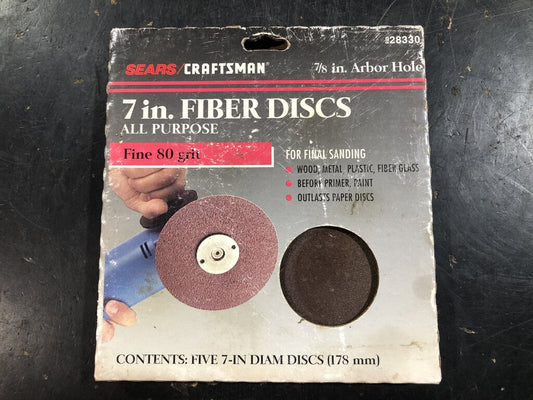 928330
SEARS/CRAFTSMAN®
7/8 in. Arbor Hole
7 in. FIBER DISCS
ALL PURPOSE
Fine 80 grit
FOR FINAL SANDING
WOOD, METAL, PLASTIC, FIBER GLASS
BEFORE PRIMER, PAINT
OUTLASTS PAPER DISCS
CONTENTS: FIVE 7-IN DIAM DISCS (178 mm)